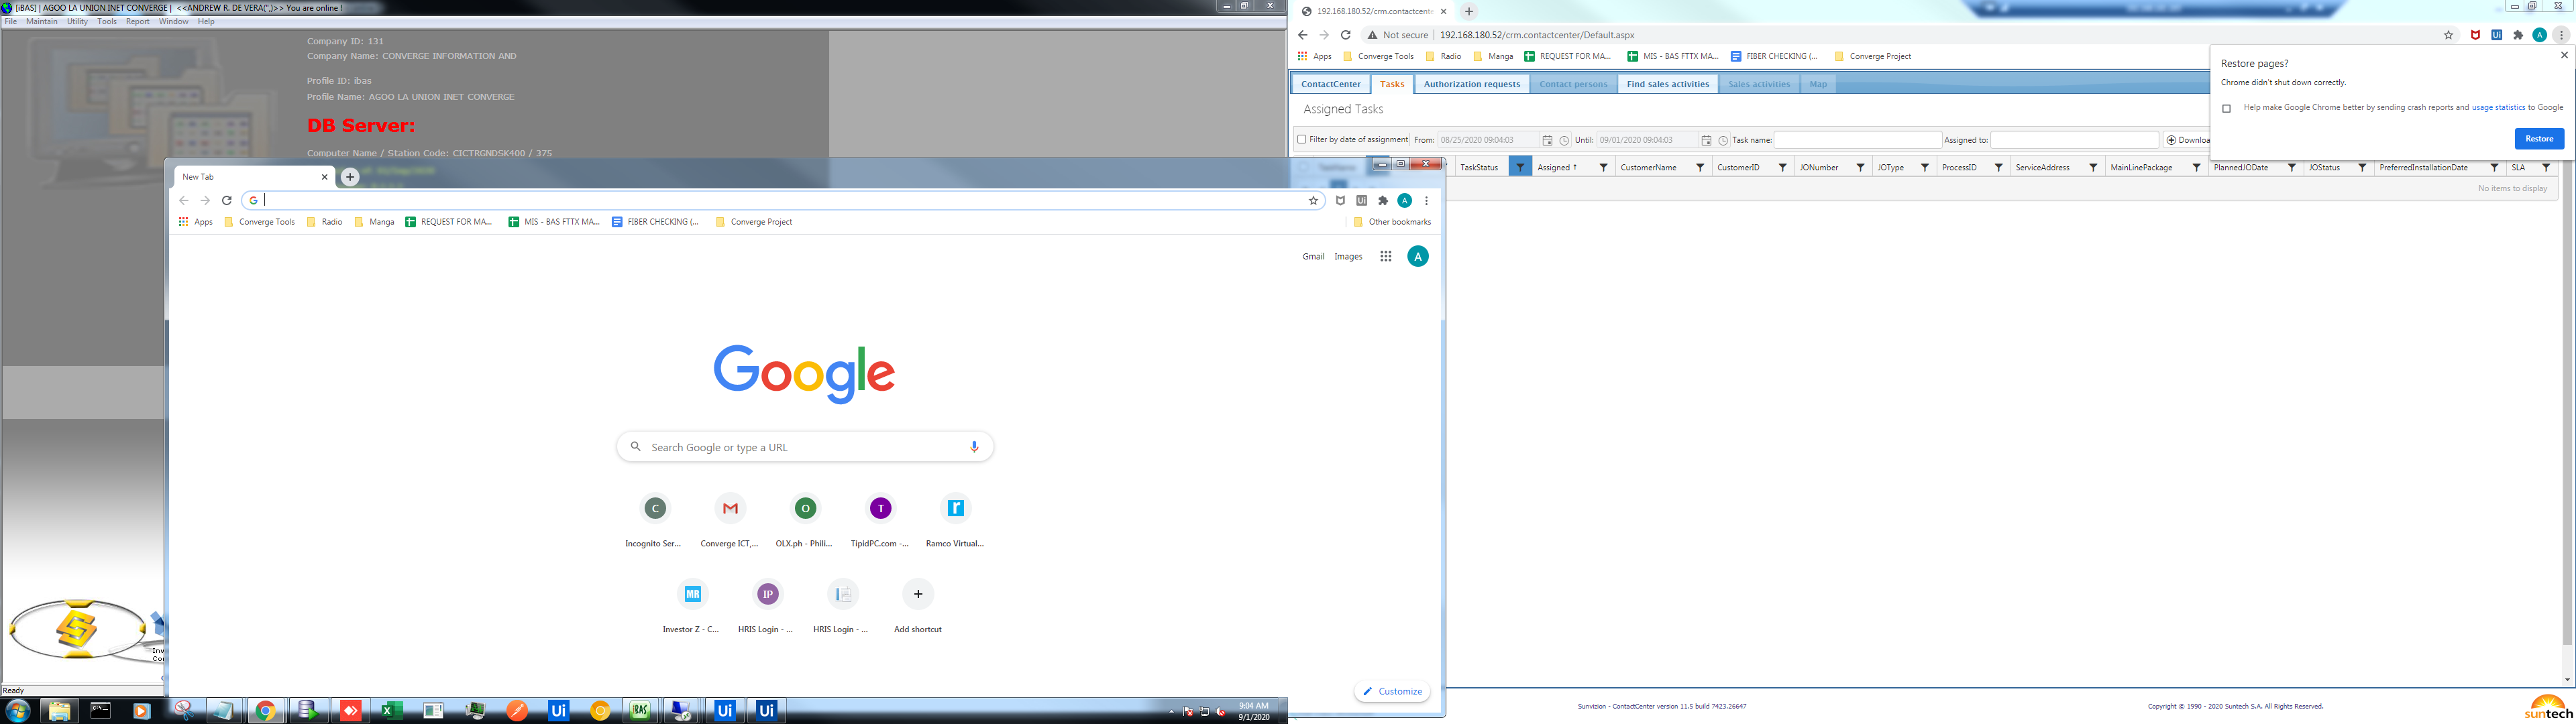 [iBAS] | AGOO LA UNION INET CONVERGE | <<ANDREW R. DE VERA(",)>> You are online !
File Maintain Utility Tools Report Window Help
Company ID: 131
Company Name: CONVERGE INFORMATION AND
Profile ID: ibas
Profile Name: AGOO LA UNION INET CONVERGE
DB Server:
Computer Name / Station Code: CICTRGNDSK400 / 375
Ready
New Tab
Apps Converge Tools Radio Manga REQUEST FOR MA... MIS - BAS FTTX MA... FIBER CHECKING (... Converge Project Other bookmarks
Gmail Images A
Google
Search Google or type a URL
C O T r
Incognito Ser... Converge ICT,... OLX.ph - Phili... TipidPC.com -... Ramco Virtual...
MR IP
Investor Z - C... HRIS Login - ... HRIS Login - ... Add shortcut
Customize
iBAS Ui Ui Ui
9:04 AM
9/1/2020
192.168.180.52/crm.contactcente
Not secure 192.168.180.52/crm.contactcenter/Default.aspx
Apps Converge Tools Radio Manga REQUEST FOR MA... MIS - BAS FTTX MA... FIBER CHECKING (... Converge Project
Restore pages?
Chrome didn't shut down correctly.
Help make Google Chrome better by sending crash reports and usage statistics to Google
Restore
ContactCenter Tasks Authorization requests Contact persons Find sales activities Sales activities Map
Assigned Tasks
Filter by date of assignment From: 08/25/2020 09:04:03 Until: 09/01/2020 09:04:03 Task name: Assigned to: Downloa
TaskStatus Assigned ↑ CustomerName CustomerID JONumber JOType ProcessID ServiceAddress MainLinePackage PlannedJODate JOStatus PreferredInstallationDate SLA
No items to display
Sunvizion - ContactCenter version 11.5 build 7423.26647
Copyright © 1990 - 2020 Suntech S.A. All Rights Reserved.
suntech